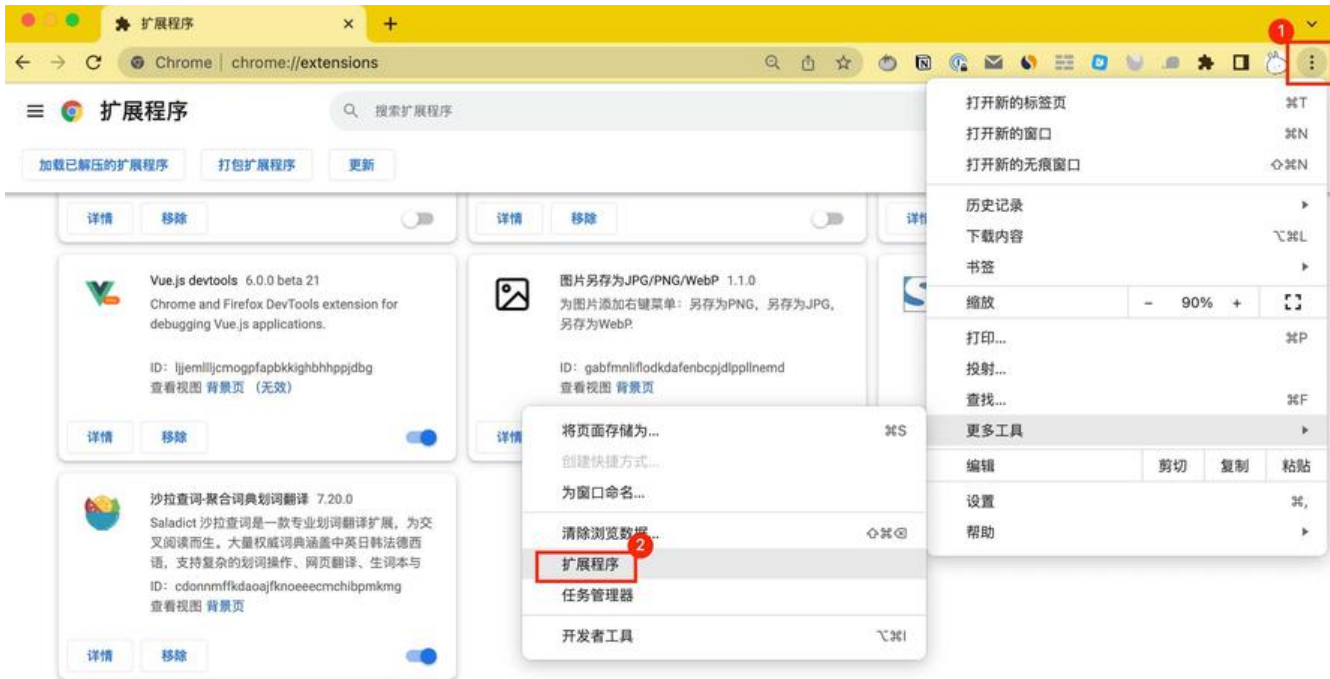 扩展程序
1
Chrome | chrome://extensions
扩展程序
搜索扩展程序
加载已解压的扩展程序 打包扩展程序 更新
详情 移除
详情 移除
Vue.js devtools 6.0.0 beta 21
Chrome and Firefox DevTools extension for
debugging Vue.js applications.
ID: ljjemllljcmogpfapbkkighbhhppjdbg
查看视图 背景页 （无效）
详情 移除
图片另存为JPG/PNG/WebP 1.1.0
为图片添加右键菜单：另存为PNG，另存为JPG，
另存为WebP.
ID: gabfmnliflodkdafenbcpjdlppllnemd
查看视图 背景页
沙拉查词-聚合词典划词翻译 7.20.0
Saladict 沙拉查词是一款专业划词翻译扩展，为交
叉阅读而生。大量权威词典涵盖中英日韩法德西
语，支持复杂的划词操作、网页翻译、生词本与
ID: cdonnmffkdaoajfknoeeecmchibpmkmg
查看视图 背景页
详情 移除
打开新的标签页 ⌘T
打开新的窗口 ⌘N
打开新的无痕窗口 ⇧⌘N
历史记录
下载内容 ⌥⌘L
书签
缩放 - 90% +
打印... ⌘P
投射...
查找... ⌘F
更多工具
编辑 剪切 复制 粘贴
设置 ⌘,
帮助
将页面存储为... ⌘S
创建快捷方式...
为窗口命名...
清除浏览数据... ⇧⌘⌫
2
扩展程序
任务管理器
开发者工具 ⌥⌘I